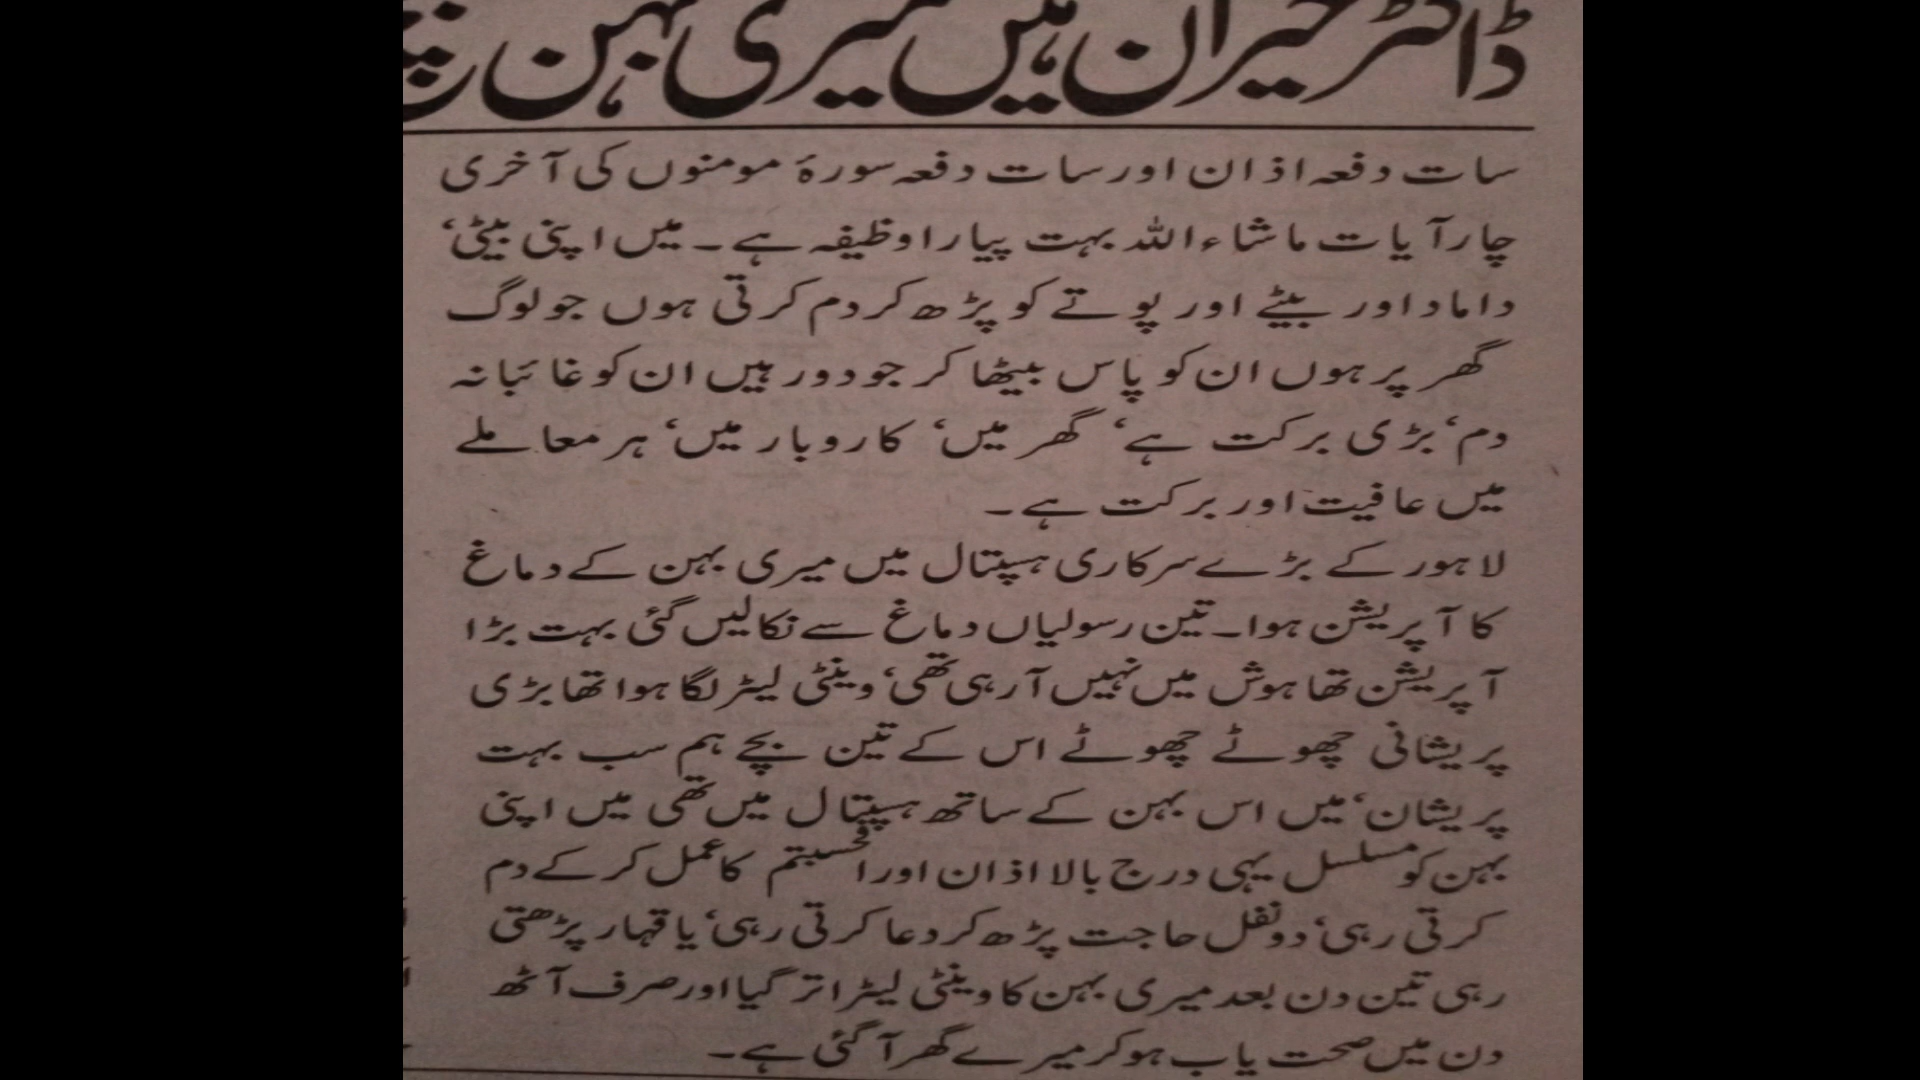 ڈاکٹر حیران ہیں میری بہن
سات دفعہ اذان اور سات دفعہ سورۂ مومنوں کی آخری
چار آیات ماشاء اللہ بہت پیارا وظیفہ ہے۔ میں اپنی بیٹی‘
داماد اور بیٹے اور پوتے کو پڑھ کر دم کرتی ہوں جو لوگ
گھر پر ہوں ان کو پاس بیٹھا کر جو دور ہیں ان کو غائبانہ
دم‘ بڑی برکت ہے‘ گھر میں‘ کاروبار میں‘ ہر معاملے
میں عافیت اور برکت ہے۔
لاہور کے بڑے سرکاری ہسپتال میں میری بہن کے دماغ
کا آپریشن ہوا۔ تین رسولیاں دماغ سے نکالیں گئی بہت بڑا
آپریشن تھا ہوش میں نہیں آرہی تھی‘ وینٹی لیٹر لگا ہوا تھا بڑی
پریشانی چھوٹے چھوٹے اس کے تین بچے ہم سب بہت
پریشان‘ میں اس بہن کے ساتھ ہسپتال میں تھی میں اپنی
بہن کو مسلسل یہی درج بالا اذان اور افحسبتم کا عمل کر کے دم
کرتی رہی‘ دو نفل حاجت پڑھ کر دعا کرتی رہی‘ یاقہار پڑھتی
رہی تین دن بعد میری بہن کا وینٹی لیٹر اتر گیا اور صرف آٹھ
دن میں صحت یاب ہو کر میرے گھر آ گئی ہے۔